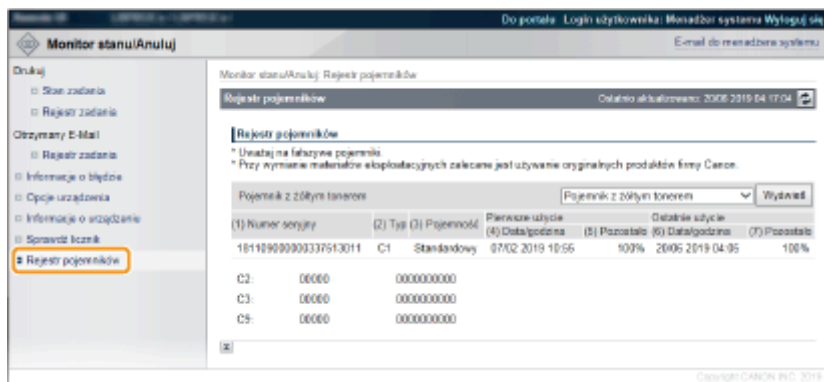 Do portalu Login użytkownika: Menadżer systemu Wyloguj się
Monitor stanu/Anuluj
E-mail do menadżera systemu
Drukuj
Stan zadania
Rejestr zadania
Otrzymany E-Mail
Rejestr zadania
Informacje o błędzie
Opcje urządzenia
Informacje o urządzeniu
Sprawdź licznik
Rejestr pojemników
Monitor stanu/Anuluj: Rejestr pojemników
Rejestr pojemników
Ostatnio aktualizowano: 20/06 2019 04:17:04
Rejestr pojemników
* Uważaj na fałszywe pojemniki.
* Przy wymianie materiałów eksploatacyjnych zalecane jest używanie oryginalnych produktów firmy Canon.
Pojemnik z żółtym tonerem
Pojemnik z żółtym tonerem
Wyświetl
(1) Numer seryjny (2) Typ (3) Pojemność Pierwsze użycie (4) Data/godzina (5) Pozostało Ostatnie użycie (6) Data/godzina (7) Pozostało
C1 Standardowy 07/02 2019 10:56 100% 20/06 2019 04:06 100%
C2: 00000 0000000000
C3: 00000 0000000000
C9: 00000 0000000000
Copyright CANON INC. 2019